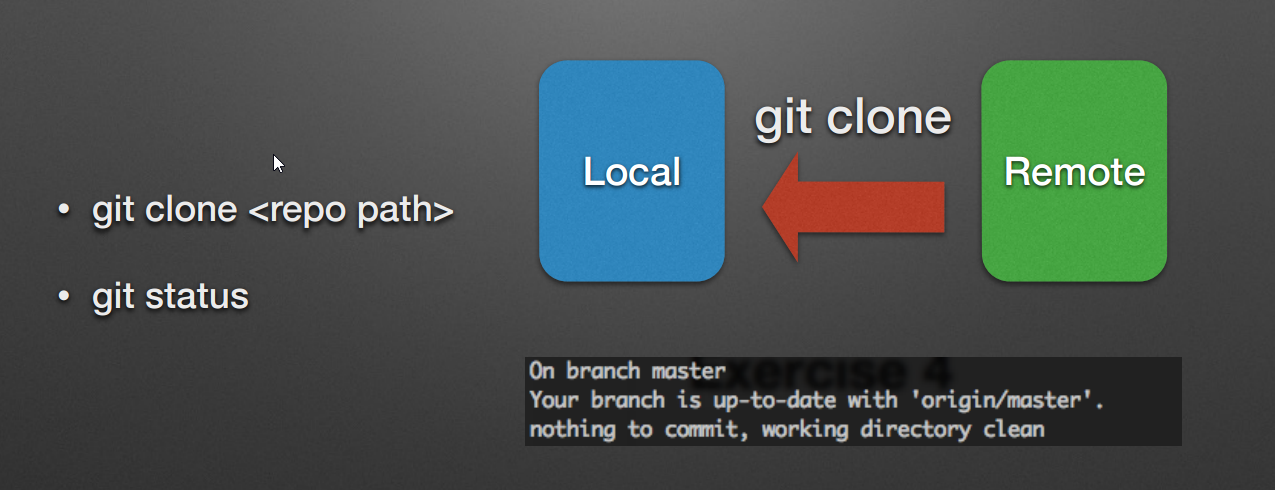 git clone <repo path>
git status
Local
git clone
Remote
Exercise 4
On branch master
Your branch is up-to-date with 'origin/master'.
nothing to commit, working directory clean